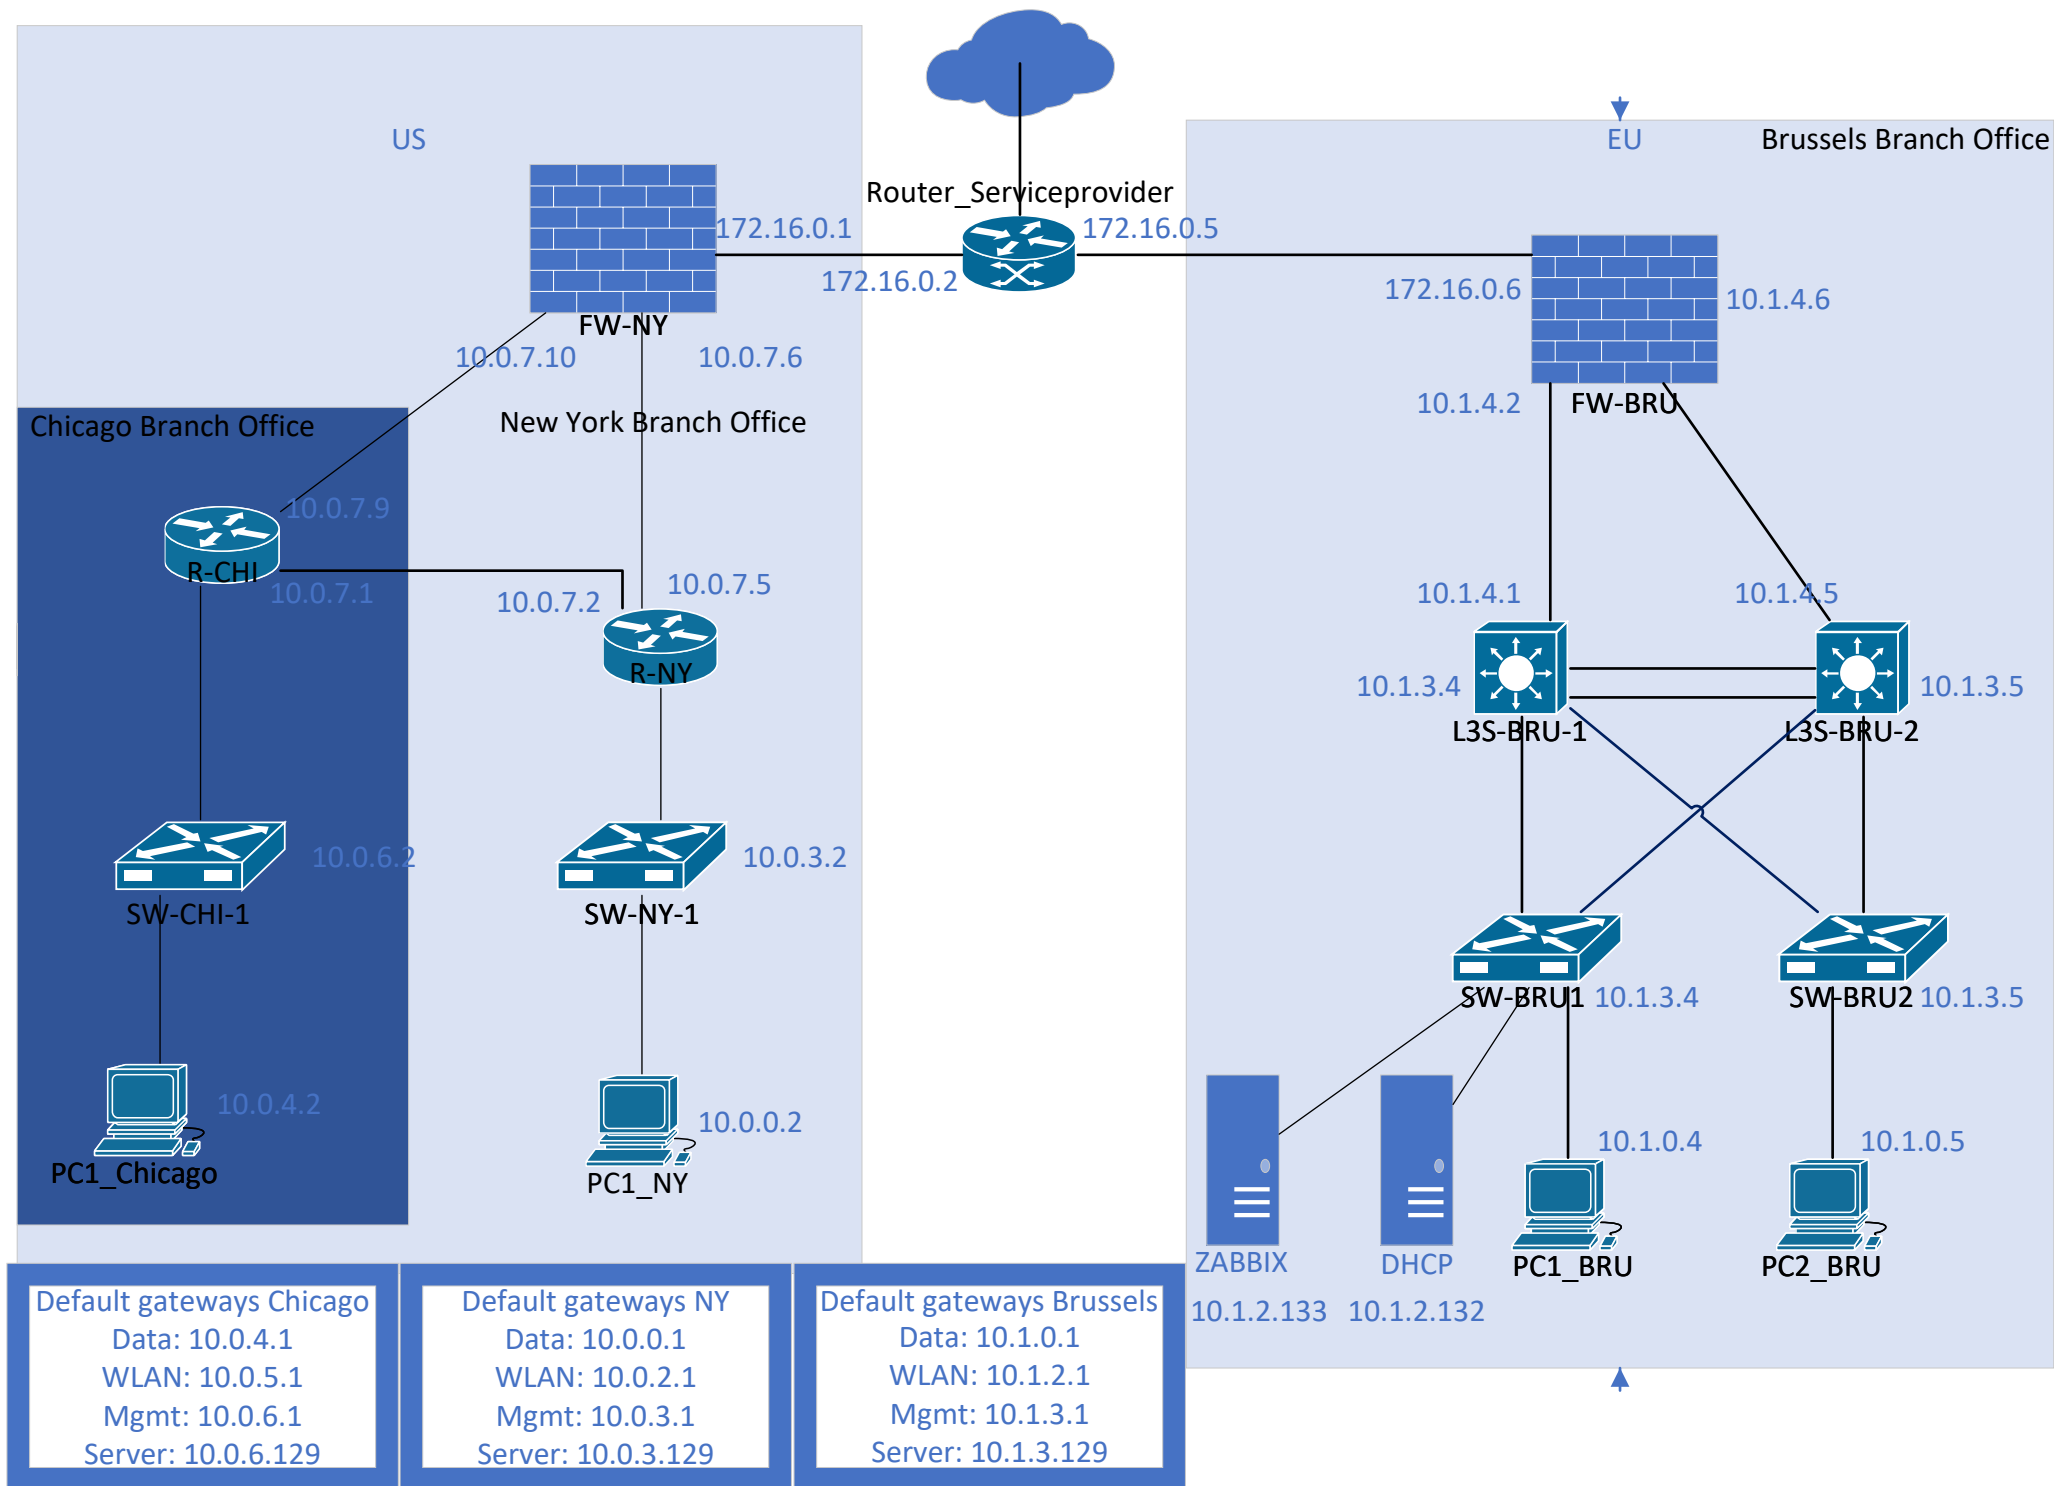 US
EU
Brussels Branch Office
Router_Serviceprovider
172.16.0.1
172.16.0.5
172.16.0.2
172.16.0.6
10.1.4.6
FW-NY
10.0.7.10
10.0.7.6
10.1.4.2
FW-BRU
Chicago Branch Office
New York Branch Office
10.0.7.9
R-CHI
10.0.7.1
10.0.7.2
10.0.7.5
10.1.4.1
10.1.4.5
R-NY
10.1.3.4
10.1.3.5
L3S-BRU-1
L3S-BRU-2
10.0.6.2
10.0.3.2
SW-CHI-1
SW-NY-1
SW-BRU1
10.1.3.4
SW-BRU2
10.1.3.5
10.0.4.2
10.0.0.2
10.1.0.4
10.1.0.5
PC1_Chicago
PC1_NY
ZABBIX
DHCP
PC1_BRU
PC2_BRU
10.1.2.133
10.1.2.132
Default gateways Chicago
Data: 10.0.4.1
WLAN: 10.0.5.1
Mgmt: 10.0.6.1
Server: 10.0.6.129
Default gateways NY
Data: 10.0.0.1
WLAN: 10.0.2.1
Mgmt: 10.0.3.1
Server: 10.0.3.129
Default gateways Brussels
Data: 10.1.0.1
WLAN: 10.1.2.1
Mgmt: 10.1.3.1
Server: 10.1.3.129